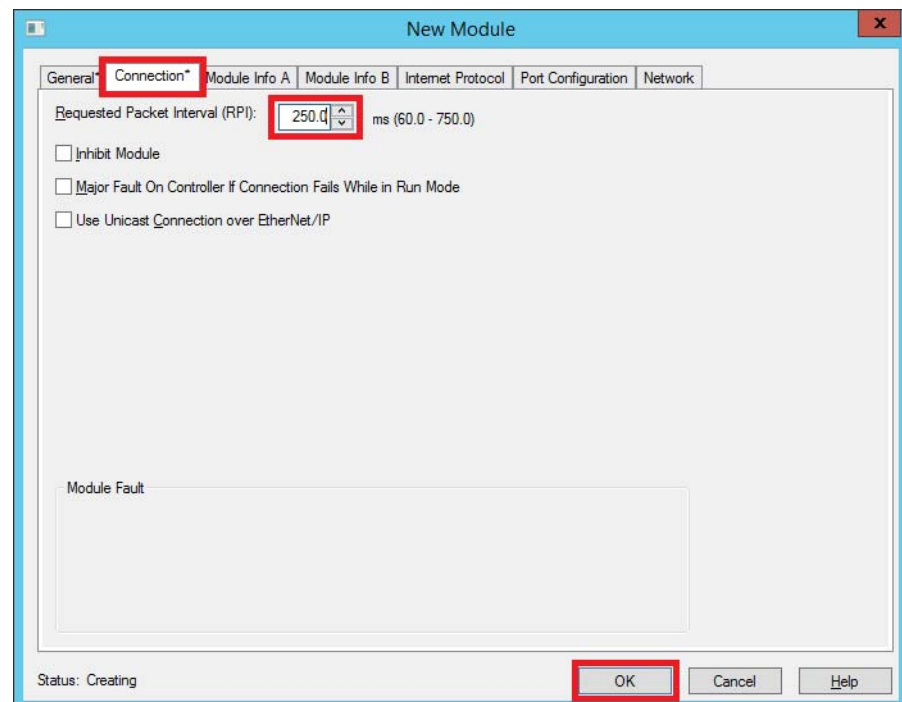 New Module
x
General* Connection* Module Info A Module Info B Internet Protocol Port Configuration Network
Requested Packet Interval (RPI): 250.0 ms (60.0 - 750.0)
Inhibit Module
Major Fault On Controller If Connection Fails While in Run Mode
Use Unicast Connection over EtherNet/IP
Module Fault
Status: Creating OK Cancel Help